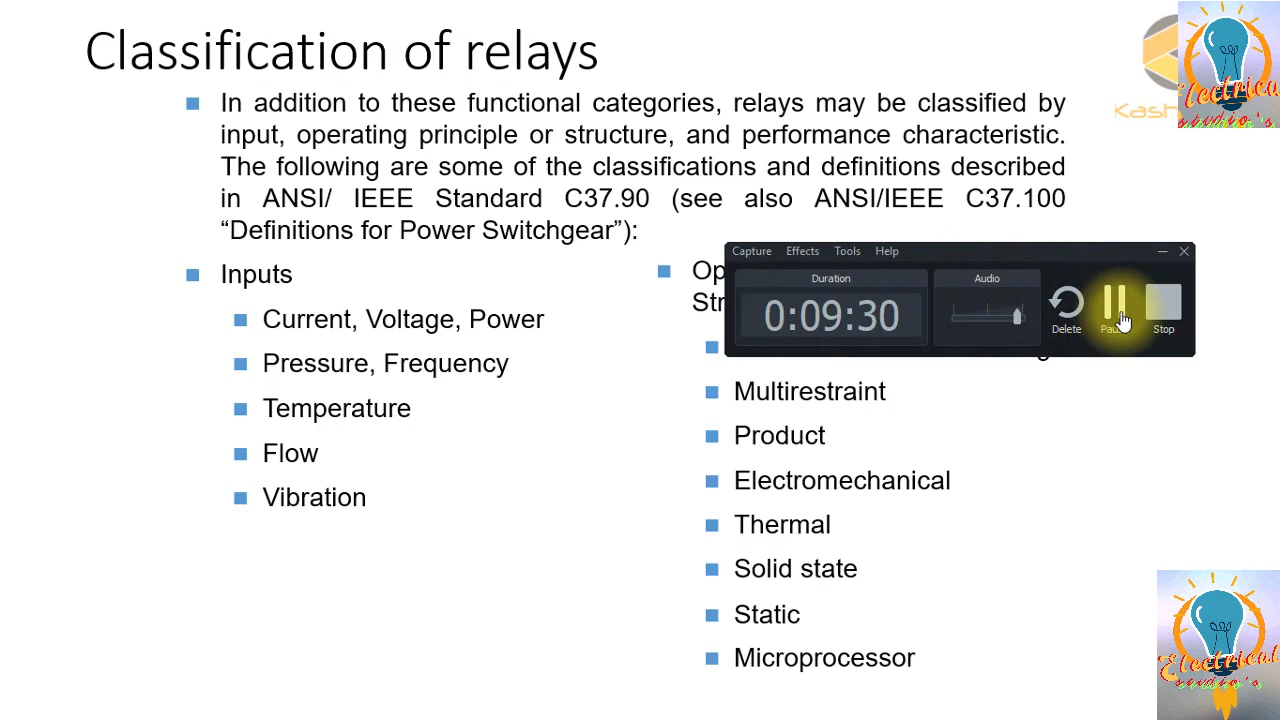 Classification of relays
In addition to these functional categories, relays may be classified by
input, operating principle or structure, and performance characteristic.
The following are some of the classifications and definitions described
in ANSI/ IEEE Standard C37.90 (see also ANSI/IEEE C37.100
“Definitions for Power Switchgear”):
Inputs
Current, Voltage, Power
Pressure, Frequency
Temperature
Flow
Vibration
Capture Effects Tools Help
Duration
0:09:30
Audio
Delete
Stop
Multirestraint
Product
Electromechanical
Thermal
Solid state
Static
Microprocessor
Electrical
studio's
Electrical
studio's